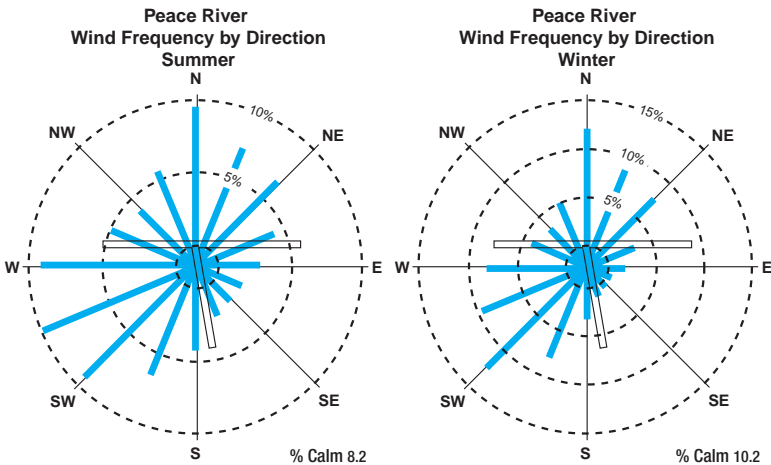 Peace River
Wind Frequency by Direction
Summer
N
10%
NW
NE
5%
W
E
SW
SE
S
% Calm 8.2
Peace River
Wind Frequency by Direction
Winter
N
15%
NW
NE
10%
5%
W
E
SW
SE
S
% Calm 10.2